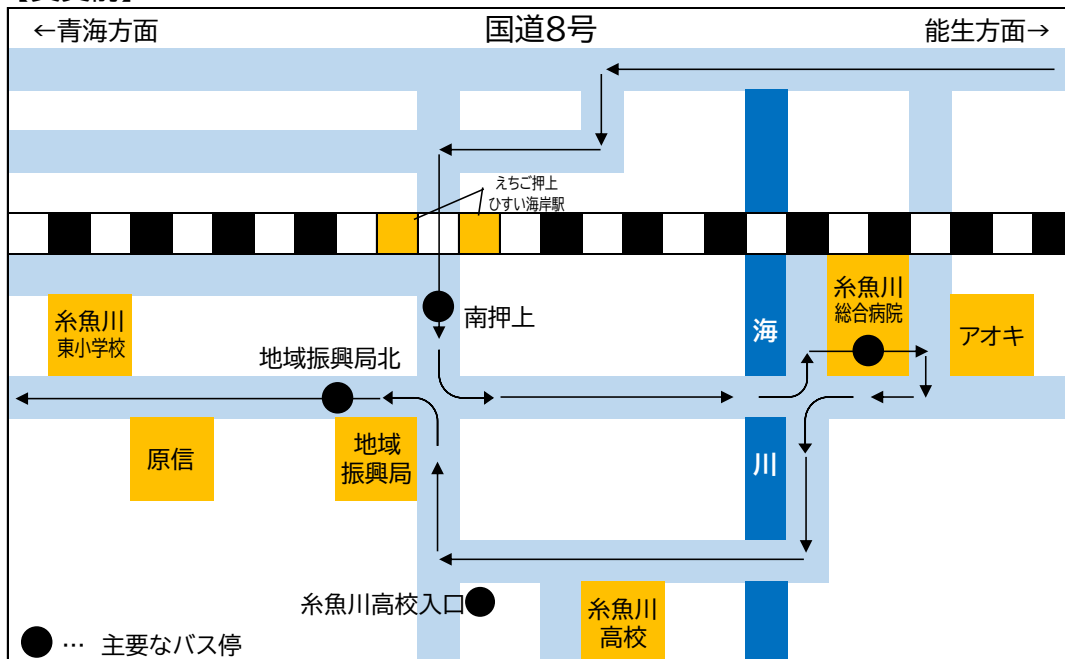 ←青海方面
国道8号
能生方面→
えちご押上
ひすい海岸駅
糸魚川
東小学校
南押上
海
糸魚川
総合病院
アオキ
地域振興局北
原信
地域
振興局
川
糸魚川高校入口
糸魚川
高校
… 主要なバス停